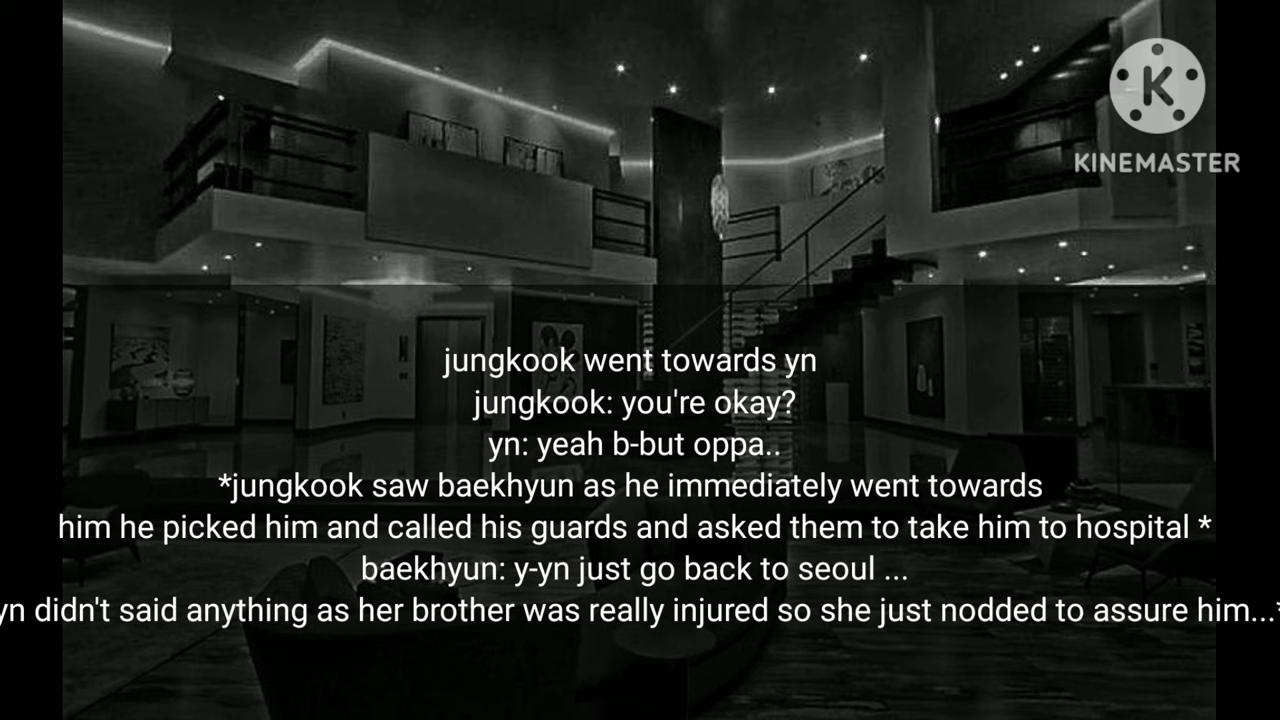 KINEMASTER
jungkook went towards yn
jungkook: you're okay?
yn: yeah b-but oppa..
*jungkook saw baekhyun as he immediately went towards
him he picked him and called his guards and asked them to take him to hospital *
baekhyun: y-yn just go back to seoul ...
yn didn't said anything as her brother was really injured so she just nodded to assure him...*